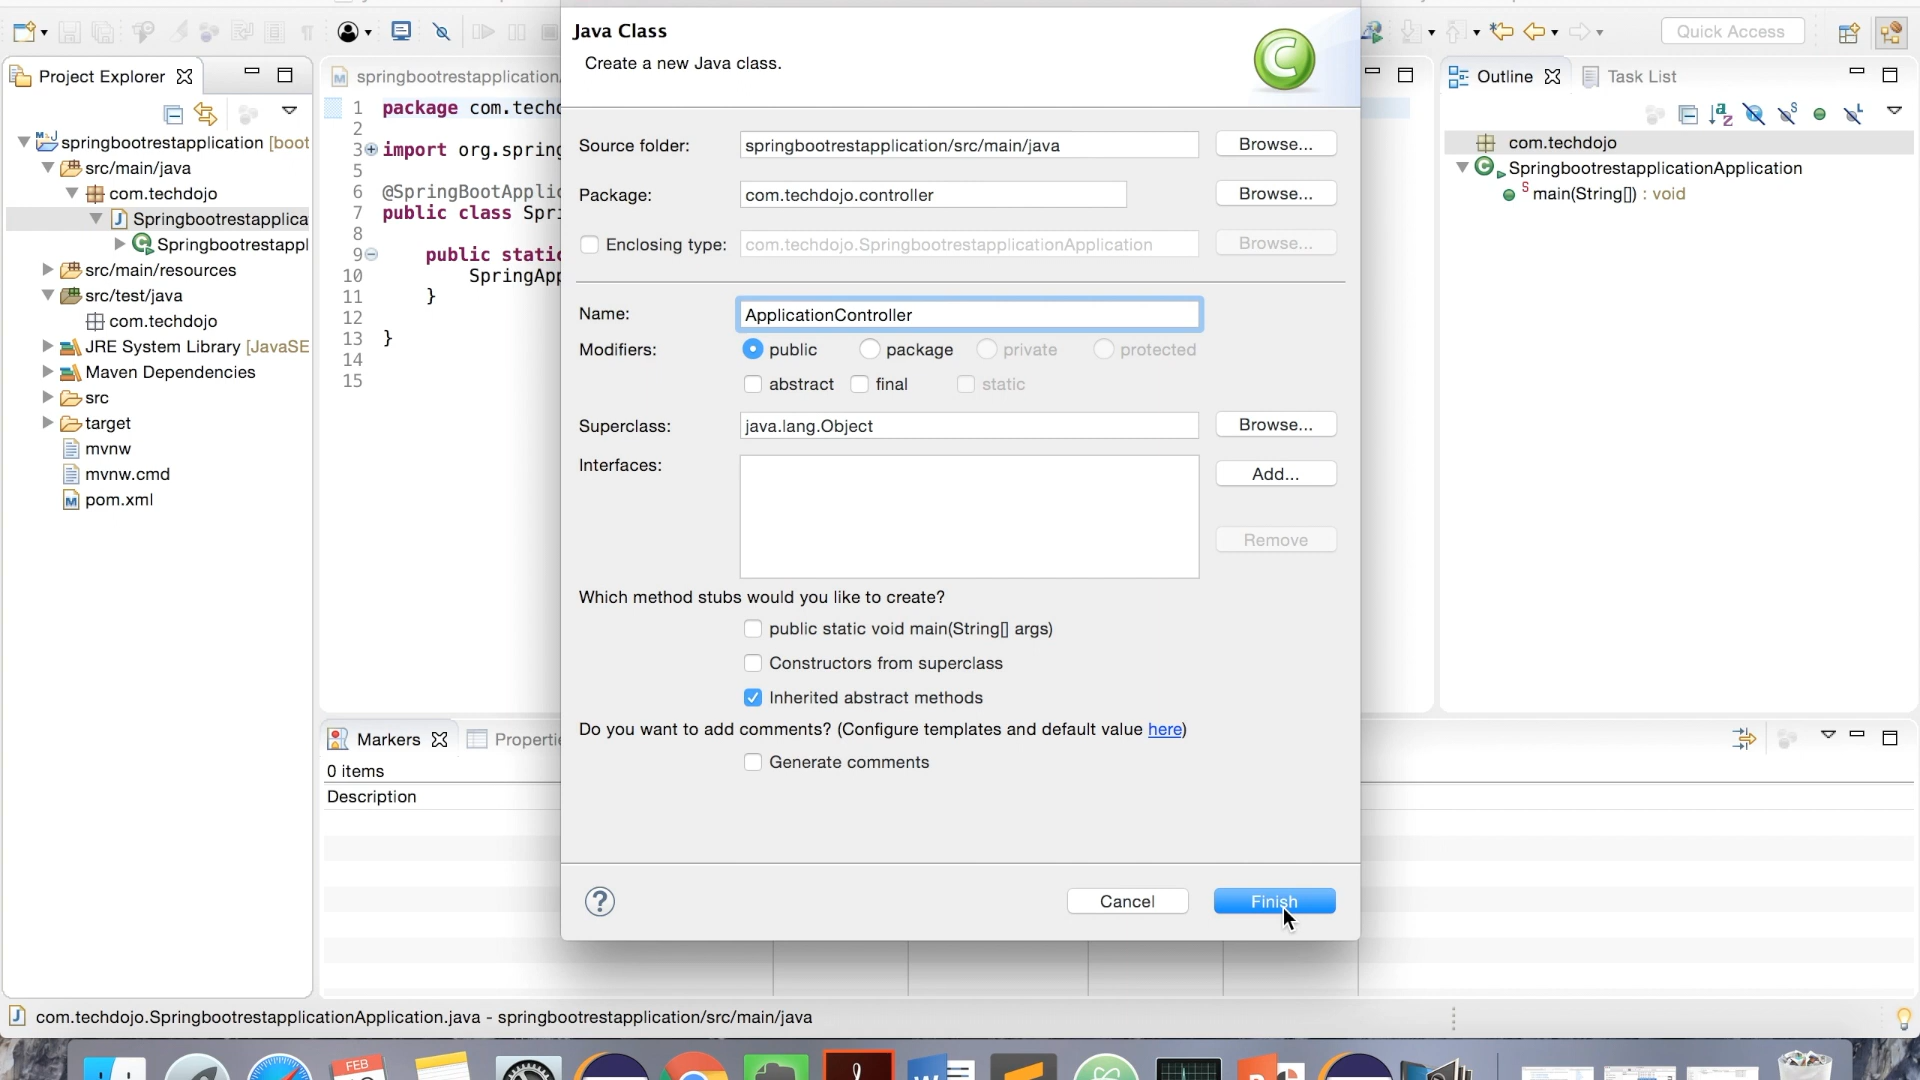 Java Class
Create a new Java class.
Quick Access
Project Explorer
springbootrestapplication
Outline
Task List
springbootrestapplication [boot
src/main/java
com.techdojo
Springbootrestapplica
Springbootrestappl
src/main/resources
src/test/java
com.techdojo
JRE System Library [JavaSE
Maven Dependencies
src
target
mvnw
mvnw.cmd
pom.xml
1 package com.techd
2
3 import org.spring
5
6 @SpringBootApplic
7 public class Spri
8
9 public static
10 SpringApp
11 }
12
13 }
14
15
Source folder: springbootrestapplication/src/main/java Browse...
Package: com.techdojo.controller Browse...
Enclosing type: com.techdojo.SpringbootrestapplicationApplication Browse...
Name: ApplicationController
Modifiers: public package private protected
abstract final static
Superclass: java.lang.Object Browse...
Interfaces: Add...
Remove
Which method stubs would you like to create?
public static void main(String[] args)
Constructors from superclass
Inherited abstract methods
Do you want to add comments? (Configure templates and default value here)
Generate comments
Cancel Finish
com.techdojo
SpringbootrestapplicationApplication
main(String[]) : void
Markers
Propertie
0 items
Description
com.techdojo.SpringbootrestapplicationApplication.java - springbootrestapplication/src/main/java
FEB